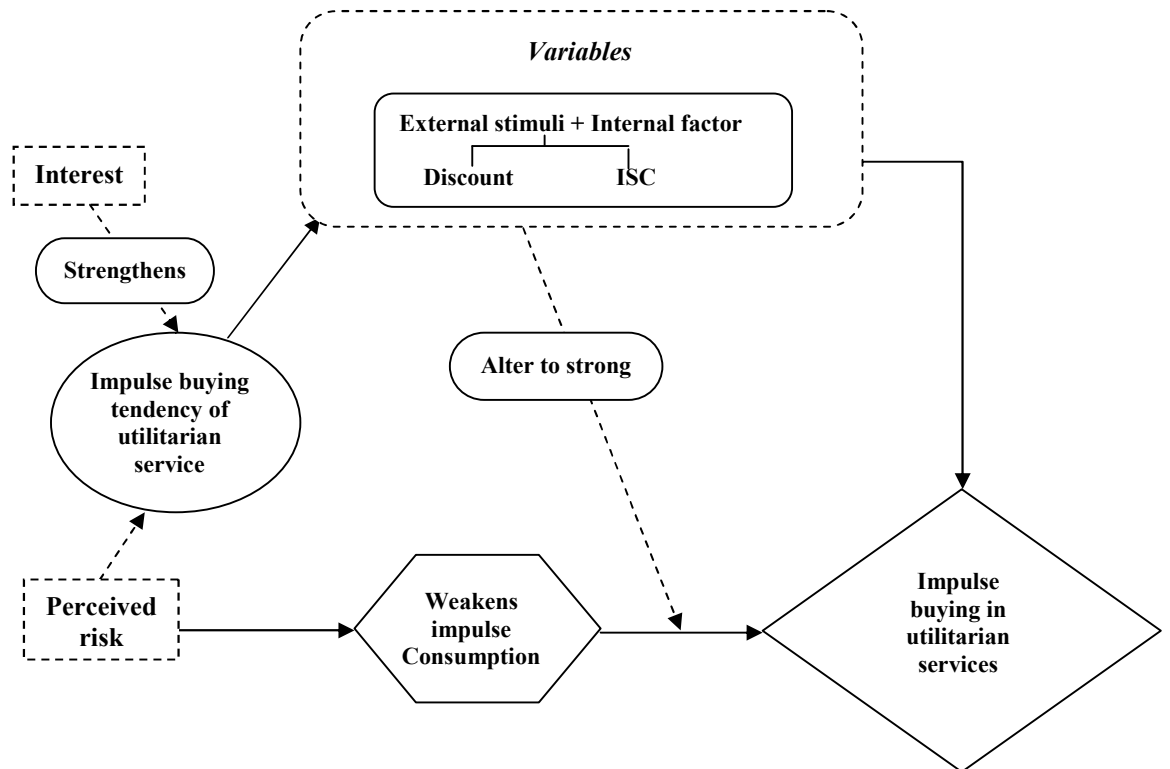 Variables
External stimuli + Internal factor
Discount ISC
Interest
Strengthens
Impulse buying
tendency of
utilitarian
service
Alter to strong
Perceived
risk
Weakens
impulse
Consumption
Impulse
buying in
utilitarian
services